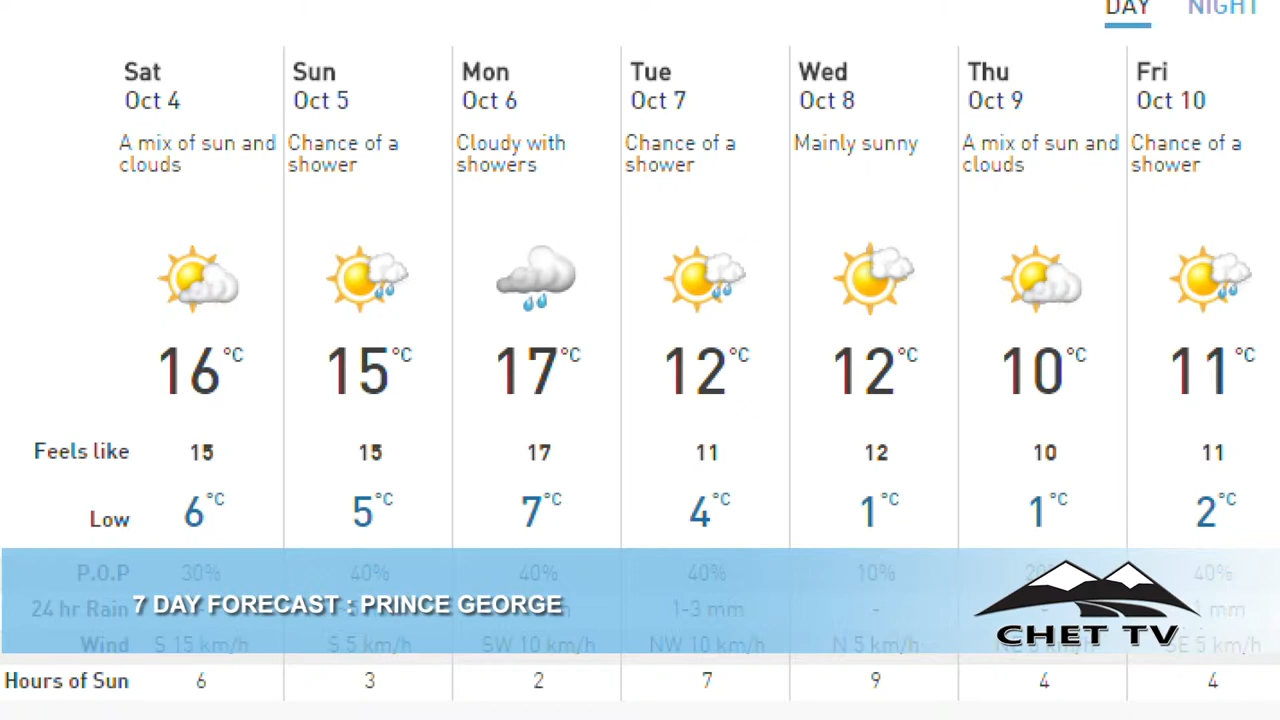 DAY NIGHT
Sat Sun Mon Tue Wed Thu Fri
Oct 4 Oct 5 Oct 6 Oct 7 Oct 8 Oct 9 Oct 10
A mix of sun and Chance of a Cloudy with Chance of a Mainly sunny A mix of sun and Chance of a
clouds shower showers shower clouds shower
16°C 15°C 17°C 12°C 12°C 10°C 11°C
Feels like 15 15 17 11 12 10 11
Low 6°C 5°C 7°C 4°C 1°C 1°C 2°C
P.O.P 30% 40% 40% 40% 10% 40%
24 hr Rain 1-3 mm - mm
7 DAY FORECAST : PRINCE GEORGE
Wind S 15 km/h S 5 km/h SW 10 km/h NW 10 km/h N 5 km/h 5 km/h
CHET TV
Hours of Sun 6 3 2 7 9 4 4